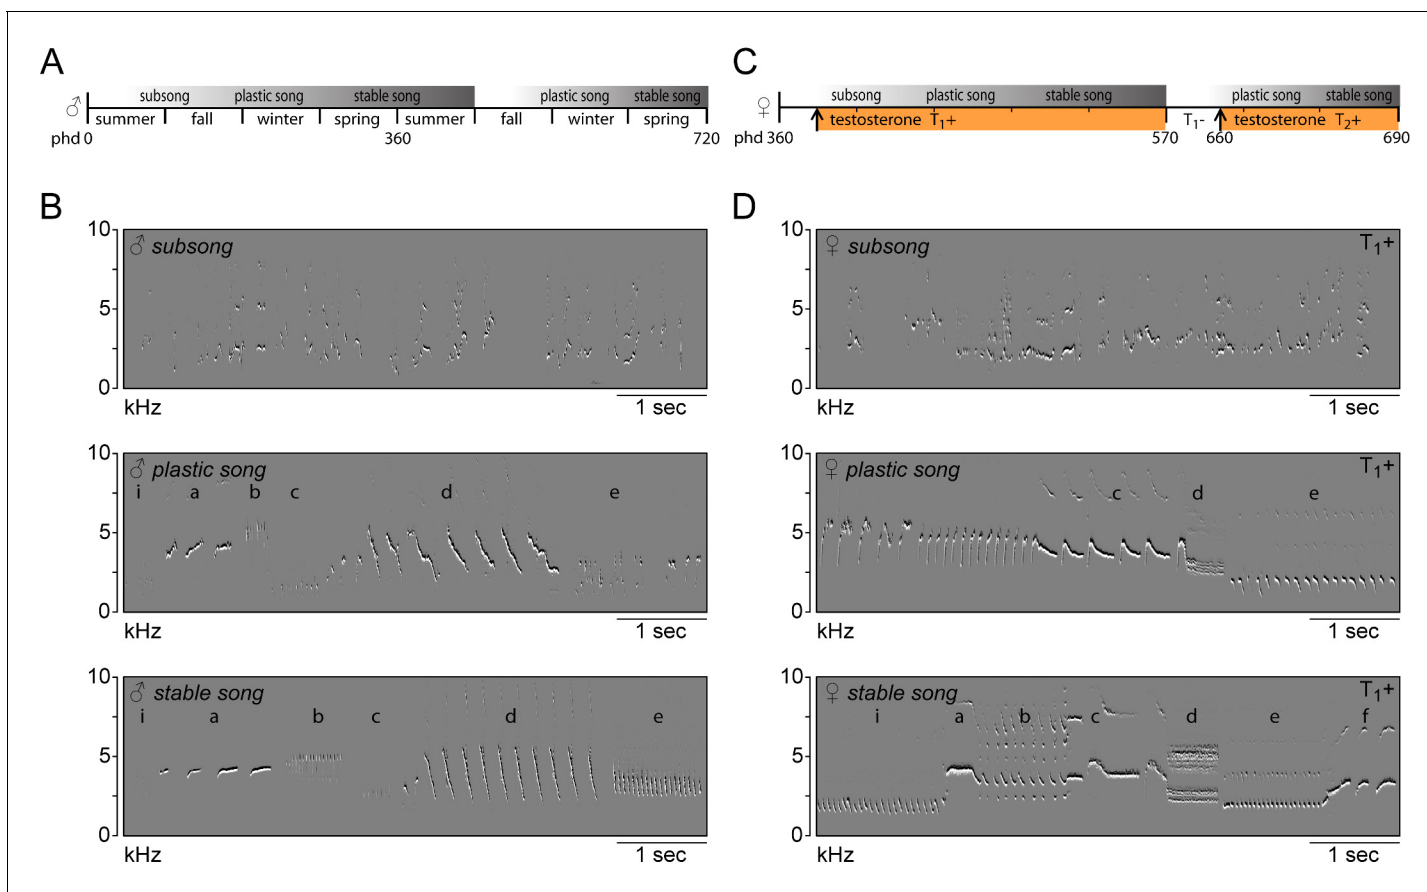 A
♂ subsong plastic song stable song plastic song stable song
summer fall winter spring summer fall winter spring
phd 0 360 720
B
10 ♂ subsong
5
0
kHz 1 sec
10 ♂ plastic song
i a b c d e
5
0
kHz 1 sec
10 ♂ stable song
i a b c d e
5
0
kHz 1 sec
C
♀ subsong plastic song stable song plastic song stable song
testosterone T1+ T1- testosterone T2+
phd 360 570 660 690
D
10 ♀ subsong T1+
5
0
kHz 1 sec
10 ♀ plastic song T1+
c d e
5
0
kHz 1 sec
10 ♀ stable song T1+
i a b c d e f
5
0
kHz 1 sec